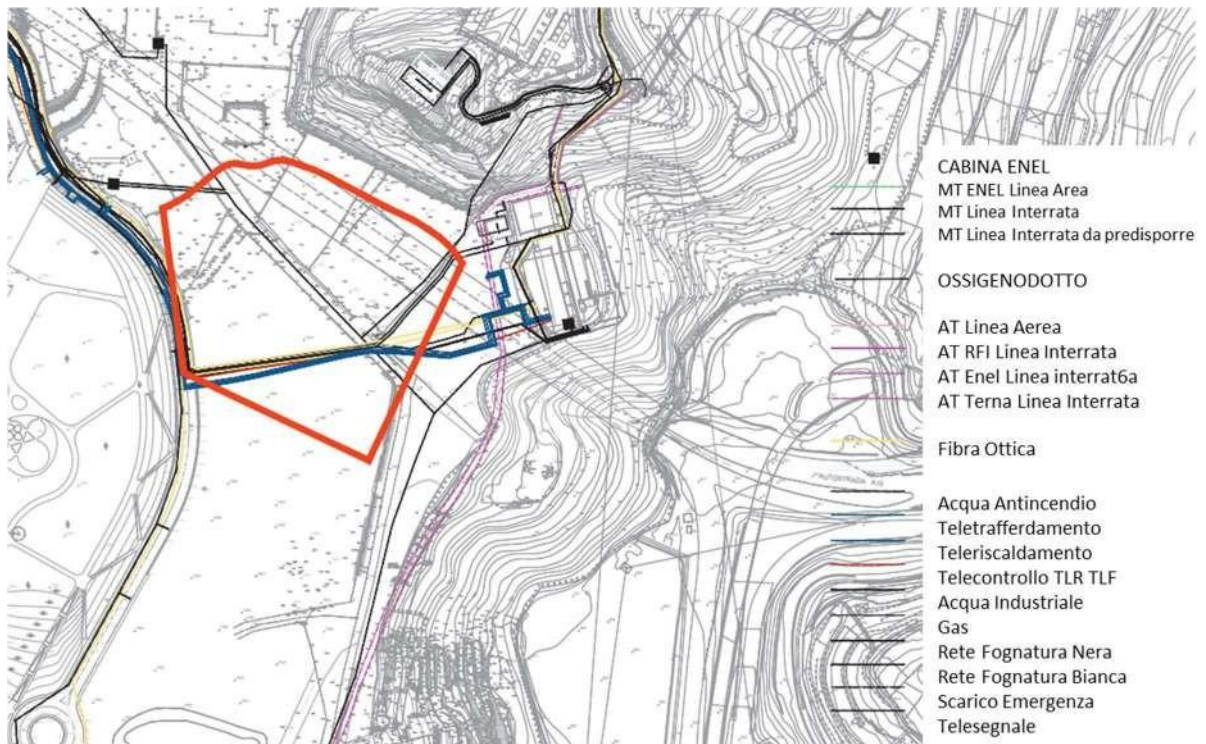 CABINA ENEL
MT ENEL Linea Area
MT Linea Interrata
MT Linea Interrata da predisporre
OSSIGENODOTTO
AT Linea Aerea
AT RFI Linea Interrata
AT Enel Linea interrat6a
AT Terna Linea Interrata
Fibra Ottica
Acqua Antincendio
Teletrafferdamento
Teleriscaldamento
Telecontrollo TLR TLF
Acqua Industriale
Gas
Rete Fognatura Nera
Rete Fognatura Bianca
Scarico Emergenza
Telesegnale